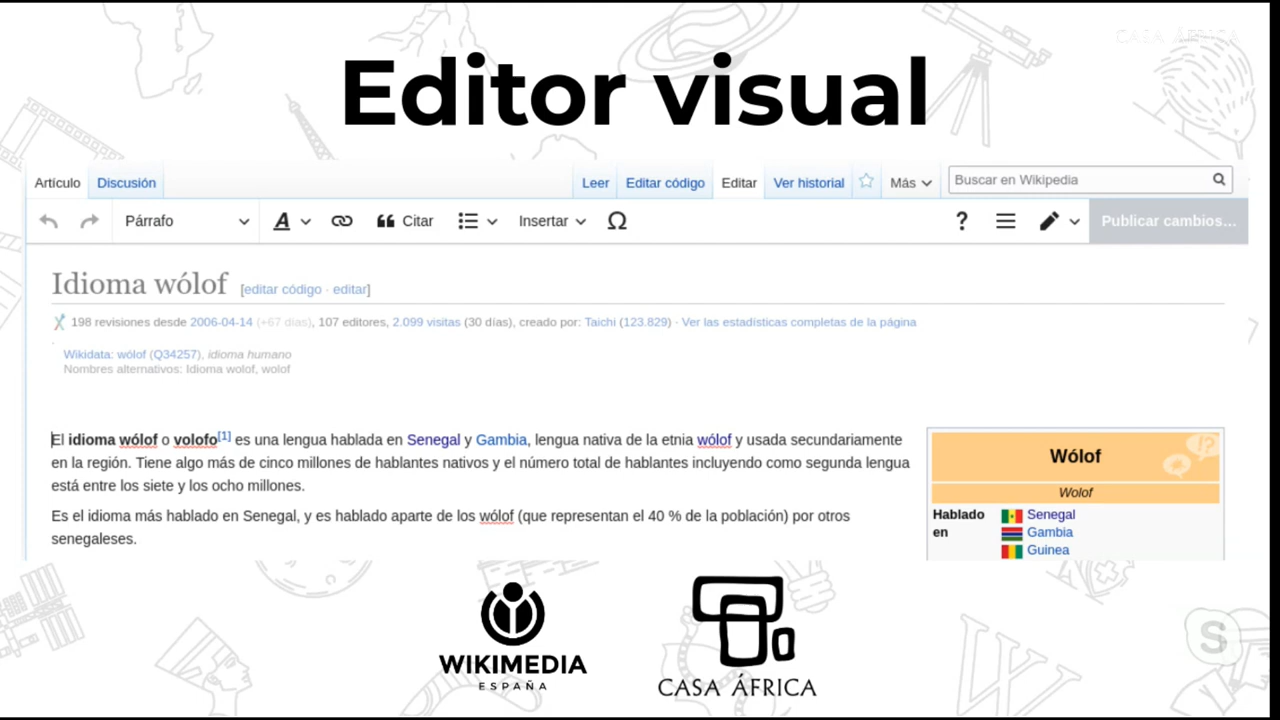 CASA ÁFRICA
Editor visual
Artículo Discusión Leer Editar código Editar Ver historial Más Buscar en Wikipedia
Párrafo A Citar Insertar Ω ? Publicar cambios...
Idioma wólof [editar código · editar]
198 revisiones desde 2006-04-14 (+67 días), 107 editores, 2.099 visitas (30 días), creado por: Taichi (123.829) · Ver las estadísticas completas de la página
Wikidata: wólof (Q34257), idioma humano
Nombres alternativos: Idioma wolof, wolof
El idioma wólof o volofo[1] es una lengua hablada en Senegal y Gambia, lengua nativa de la etnia wólof y usada secundariamente
en la región. Tiene algo más de cinco millones de hablantes nativos y el número total de hablantes incluyendo como segunda lengua
está entre los siete y los ocho millones.
Es el idioma más hablado en Senegal, y es hablado aparte de los wólof (que representan el 40 % de la población) por otros
senegaleses.
Wólof
Wolof
Hablado en
Senegal
Gambia
Guinea
WIKIMEDIA
ESPAÑA
CASA ÁFRICA
S
W